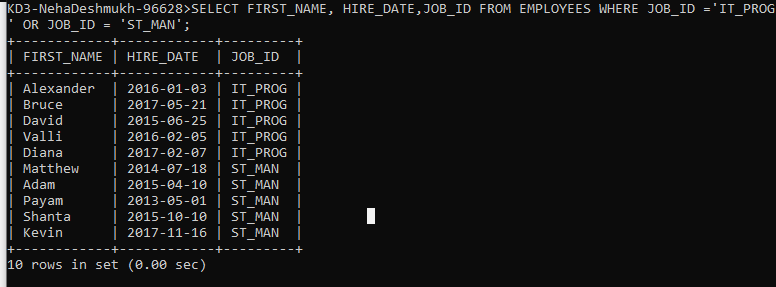 KD3-NehaDeshmukh-96628>SELECT FIRST_NAME, HIRE_DATE,JOB_ID FROM EMPLOYEES WHERE JOB_ID ='IT_PROG
' OR JOB_ID = 'ST_MAN';
+------------+------------+---------+
| FIRST_NAME | HIRE_DATE  | JOB_ID  |
+------------+------------+---------+
| Alexander  | 2016-01-03 | IT_PROG |
| Bruce      | 2017-05-21 | IT_PROG |
| David      | 2015-06-25 | IT_PROG |
| Valli      | 2016-02-05 | IT_PROG |
| Diana      | 2017-02-07 | IT_PROG |
| Matthew    | 2014-07-18 | ST_MAN  |
| Adam       | 2015-04-10 | ST_MAN  |
| Payam      | 2013-05-01 | ST_MAN  |
| Shanta     | 2015-10-10 | ST_MAN  |
| Kevin      | 2017-11-16 | ST_MAN  |
+------------+------------+---------+
10 rows in set (0.00 sec)